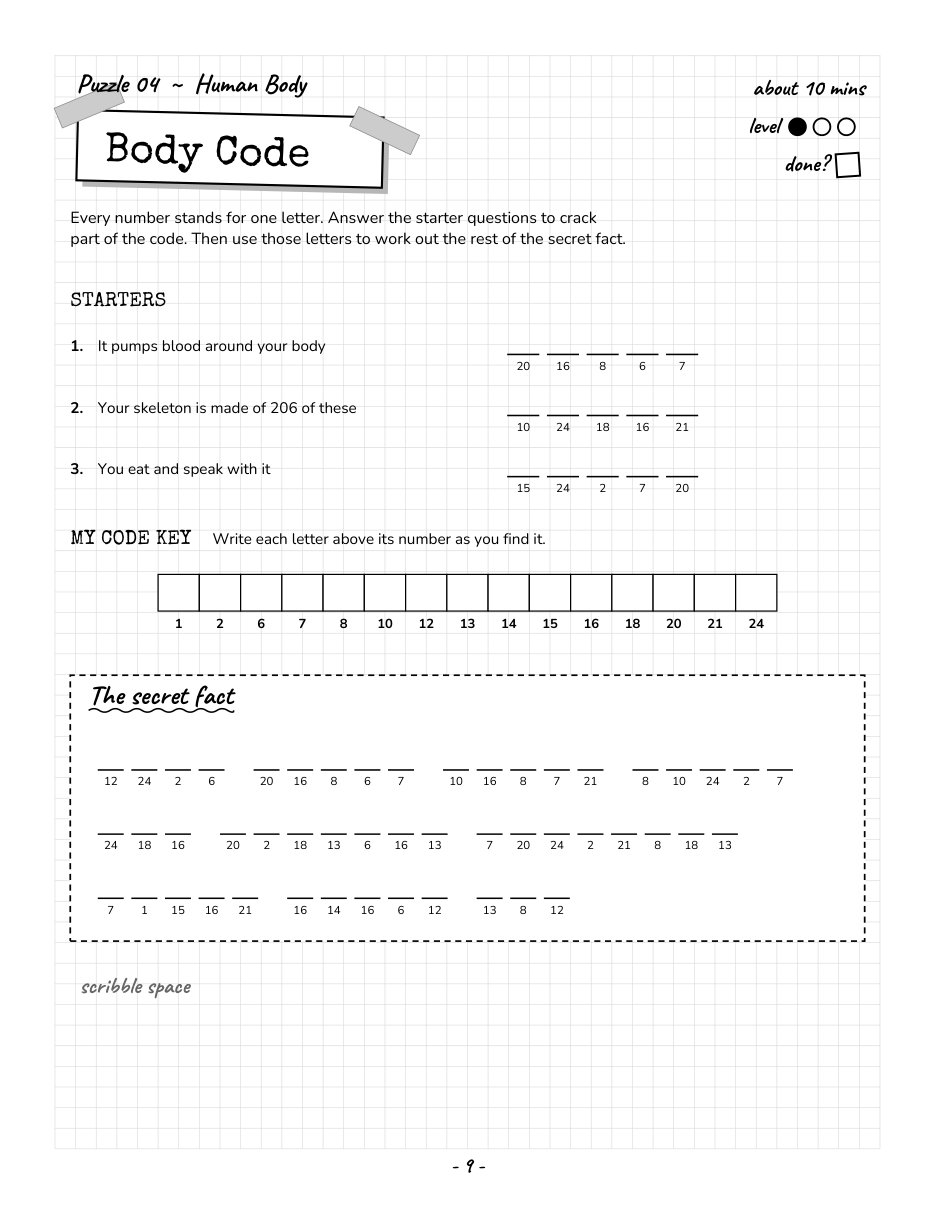 Puzzle 04 ~ Human Body
about 10 mins
level
done?
Body Code
Every number stands for one letter. Answer the starter questions to crack
part of the code. Then use those letters to work out the rest of the secret fact.
STARTERS
1. It pumps blood around your body
20 16 8 6 7
2. Your skeleton is made of 206 of these
10 24 18 16 21
3. You eat and speak with it
15 24 2 7 20
MY CODE KEY Write each letter above its number as you find it.
1 2 6 7 8 10 12 13 14 15 16 18 20 21 24
The secret fact
12 24 2 6 20 16 8 6 7 10 16 8 7 21 8 10 24 2 7
24 18 16 20 2 18 13 6 16 13 7 20 24 2 21 8 18 13
7 1 15 16 21 16 14 16 6 12 13 8 12
scribble space
- 9 -